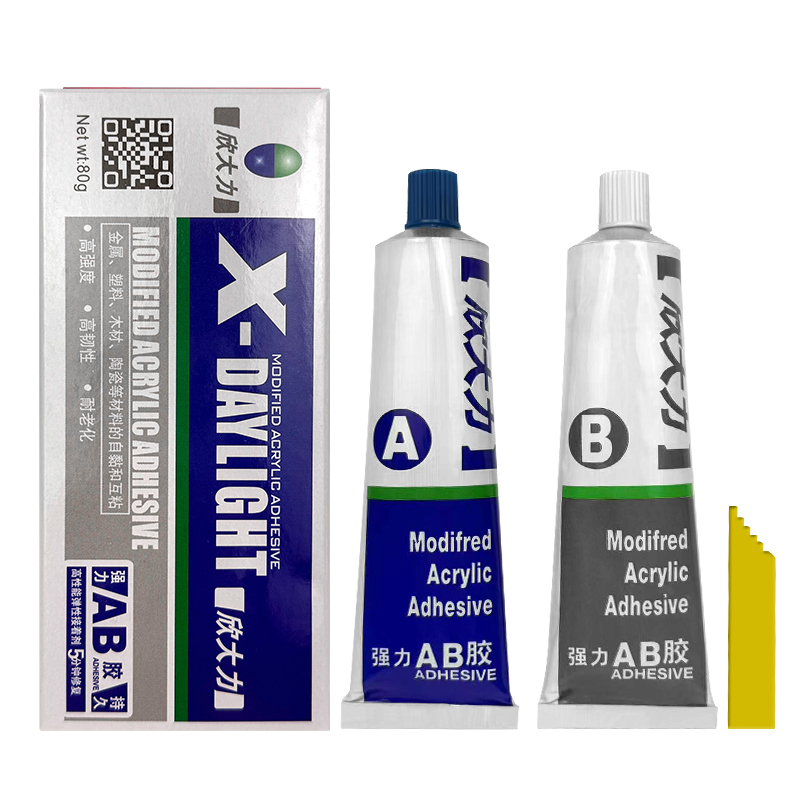 Net wt:80g
欣大力
X-DAYLIGHT
MODIFIED ACRYLIC ADHESIVE
欣大力
MODIFIED ACRYLIC ADHESIVE
金属、塑料、木材、陶瓷等材料的自黏和互粘
• 高强度 • 高韧性 • 耐老化
强力
AB胶
ADHESIVE
持久
高性能弹性接着剂 5分钟修复
欣大力
A
Modifred
Acrylic
Adhesive
强力AB胶
ADHESIVE
欣大力
B
Modifred
Acrylic
Adhesive
强力AB胶
ADHESIVE